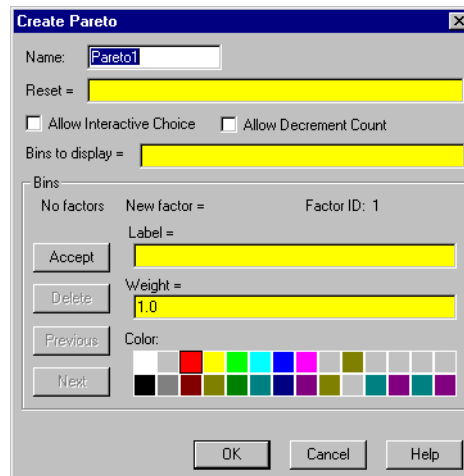 Create Pareto
Name: Pareto1
Reset =
Allow Interactive Choice Allow Decrement Count
Bins to display =
Bins
No factors New factor = Factor ID: 1
Label =
Accept
Weight =
Delete
1.0
Previous Color:
Next
OK Cancel Help